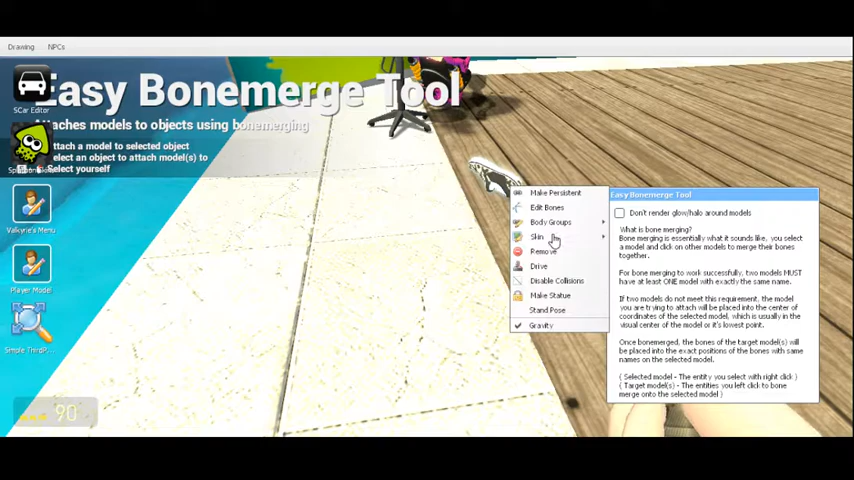 Drawing NPCs
Easy Bonemerge Tool
Attaches models to objects using bonemerging
Attach a model to selected object
Select an object to attach model(s) to
Select yourself
SCar Editor
Valkyrie's Menu
Player Model
Simple ThirdP...
90
Make Persistent
Edit Bones
Body Groups
Skin
Remove
Drive
Disable Collisions
Make Statue
Stand Pose
Gravity
Easy Bonemerge Tool
Don't render glow/halo around models
What is bone merging?
Bone merging is essentially what it sounds like, you select
a model and click on other models to merge their bones
together.
For bone merging to work successfully, two models MUST
have at least ONE model with exactly the same name.
If two models do not meet this requirement, the model
you are trying to attach will be placed into the center of
coordinates of the selected model, which is usually in the
visual center of the model or it's lowest point.
Once bonemerged, the bones of the target model(s) will
be placed into the exact positions of the bones with same
names on the selected model.
{ Selected model - The entity you select with right click }
{ Target model(s) - The entities you left click to bone
merge onto the selected model }